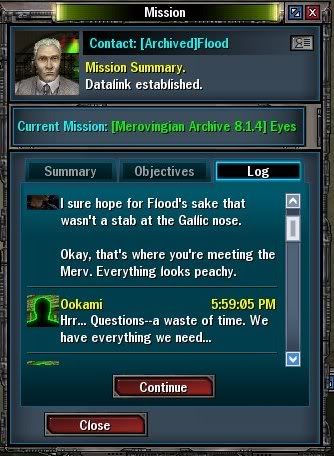 Mission
Contact: [Archived]Flood
Mission Summary.
Datalink established.
Current Mission: [Merovingian Archive 8.1.4] Eyes
Summary
Objectives
Log
I sure hope for Flood's sake that
wasn't a stab at the Gallic nose.
Okay, that's where you're meeting the
Merv. Everything looks peachy.
Ookami 5:59:05 PM
Hrr... Questions--a waste of time. We
have everything we need...
Continue
Close